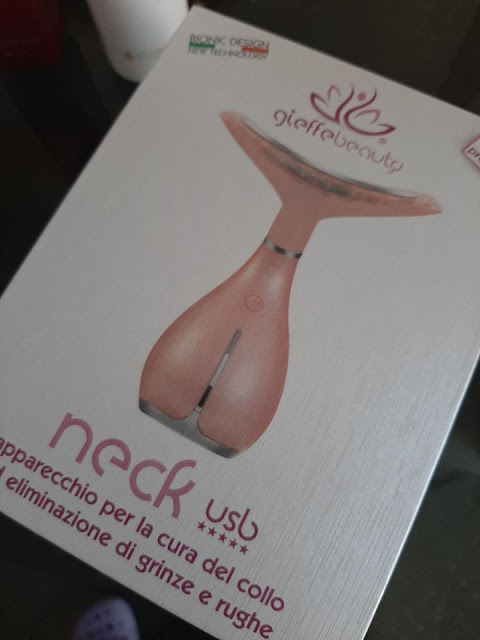 BIONIC DESIGN
NEW TECHNOLOGY
gieffebeauty
neck usb
apparecchio per la cura del collo
eliminazione di grinze e rughe